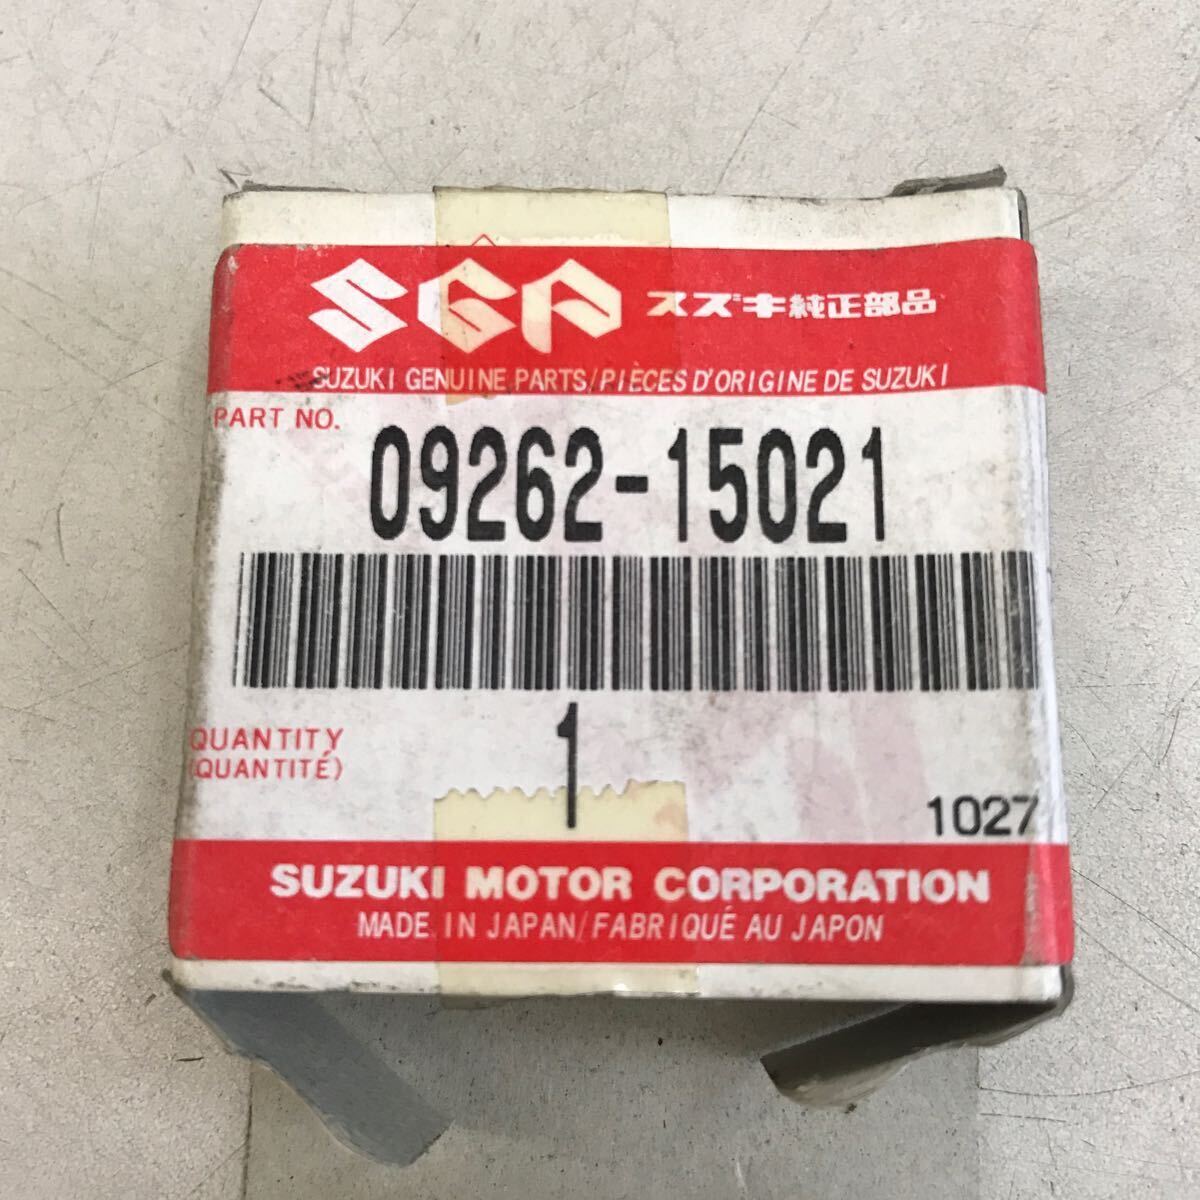 SGP スズキ純正部品
SUZUKI GENUINE PARTS/PIÈCES D'ORIGINE DE SUZUKI
PART NO.
09262-15021
QUANTITY
(QUANTITÉ)
1
1027
SUZUKI MOTOR CORPORATION
MADE IN JAPAN/FABRIQUÉ AU JAPON